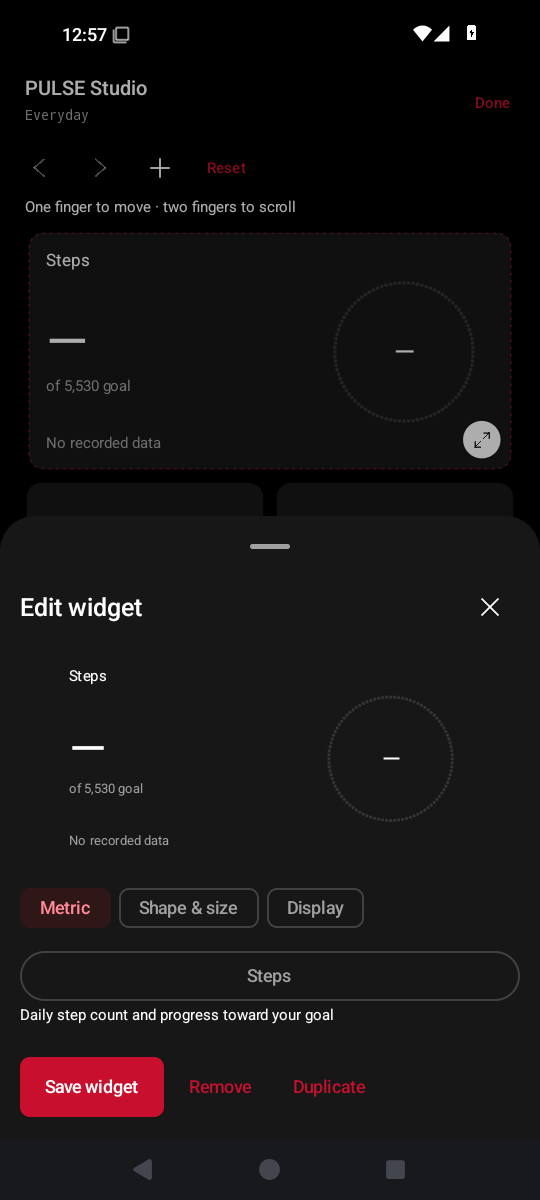 12:57
PULSE Studio
Everyday
Done
Reset
One finger to move · two fingers to scroll
Steps
—
—
of 5,530 goal
No recorded data
Edit widget
Steps
—
—
of 5,530 goal
No recorded data
Metric
Shape & size
Display
Steps
Daily step count and progress toward your goal
Save widget
Remove
Duplicate